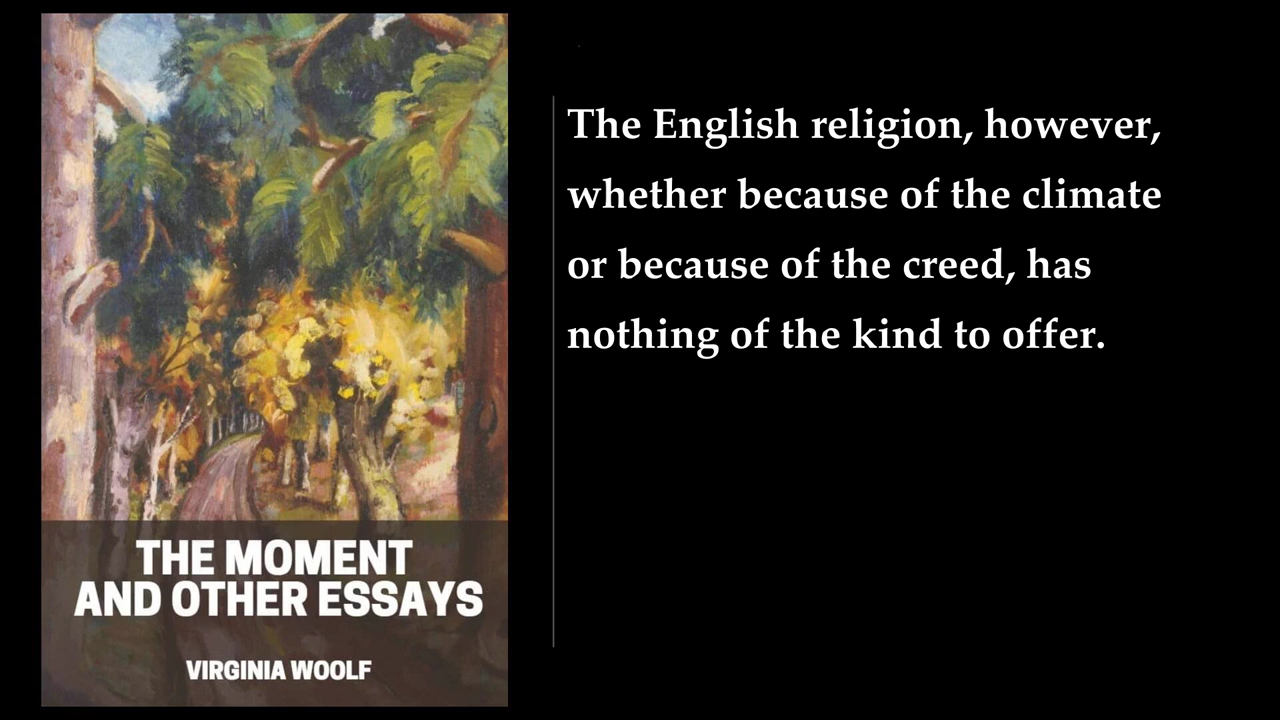 The English religion, however,
whether because of the climate
or because of the creed, has
nothing of the kind to offer.
THE MOMENT
AND OTHER ESSAYS
VIRGINIA WOOLF